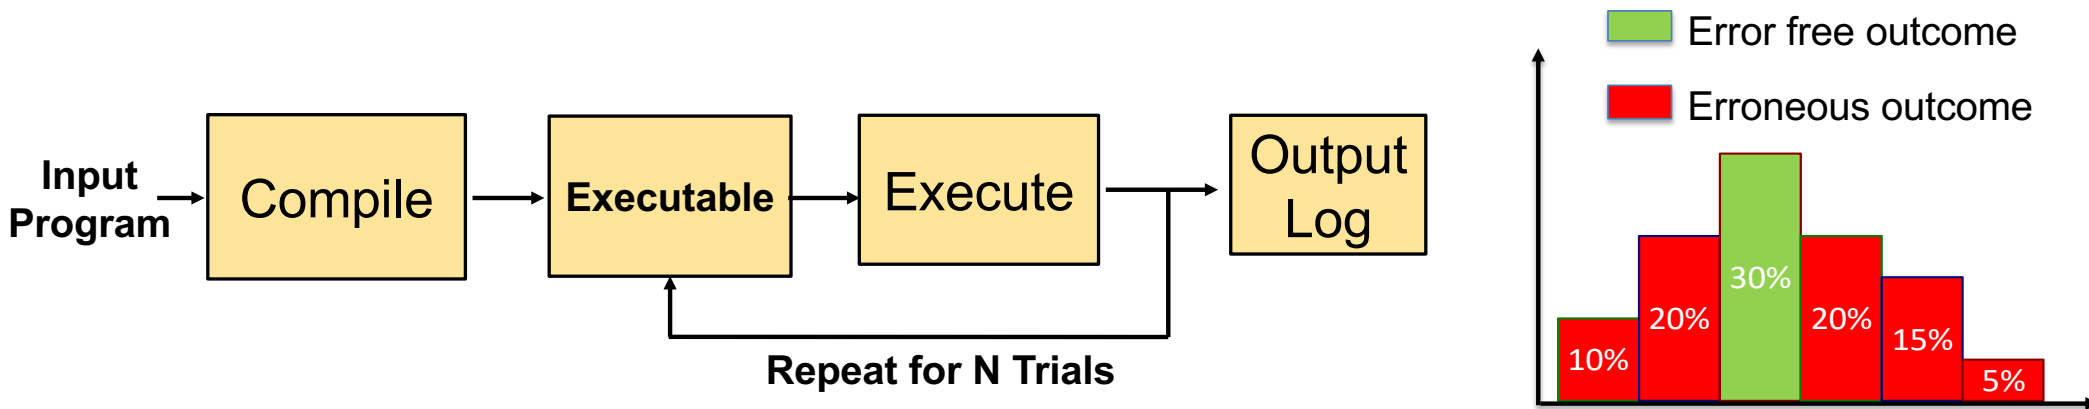 Input
Program
Compile
Executable
Execute
Output
Log
Repeat for N Trials
Error free outcome
Erroneous outcome
10%
20%
30%
20%
15%
5%